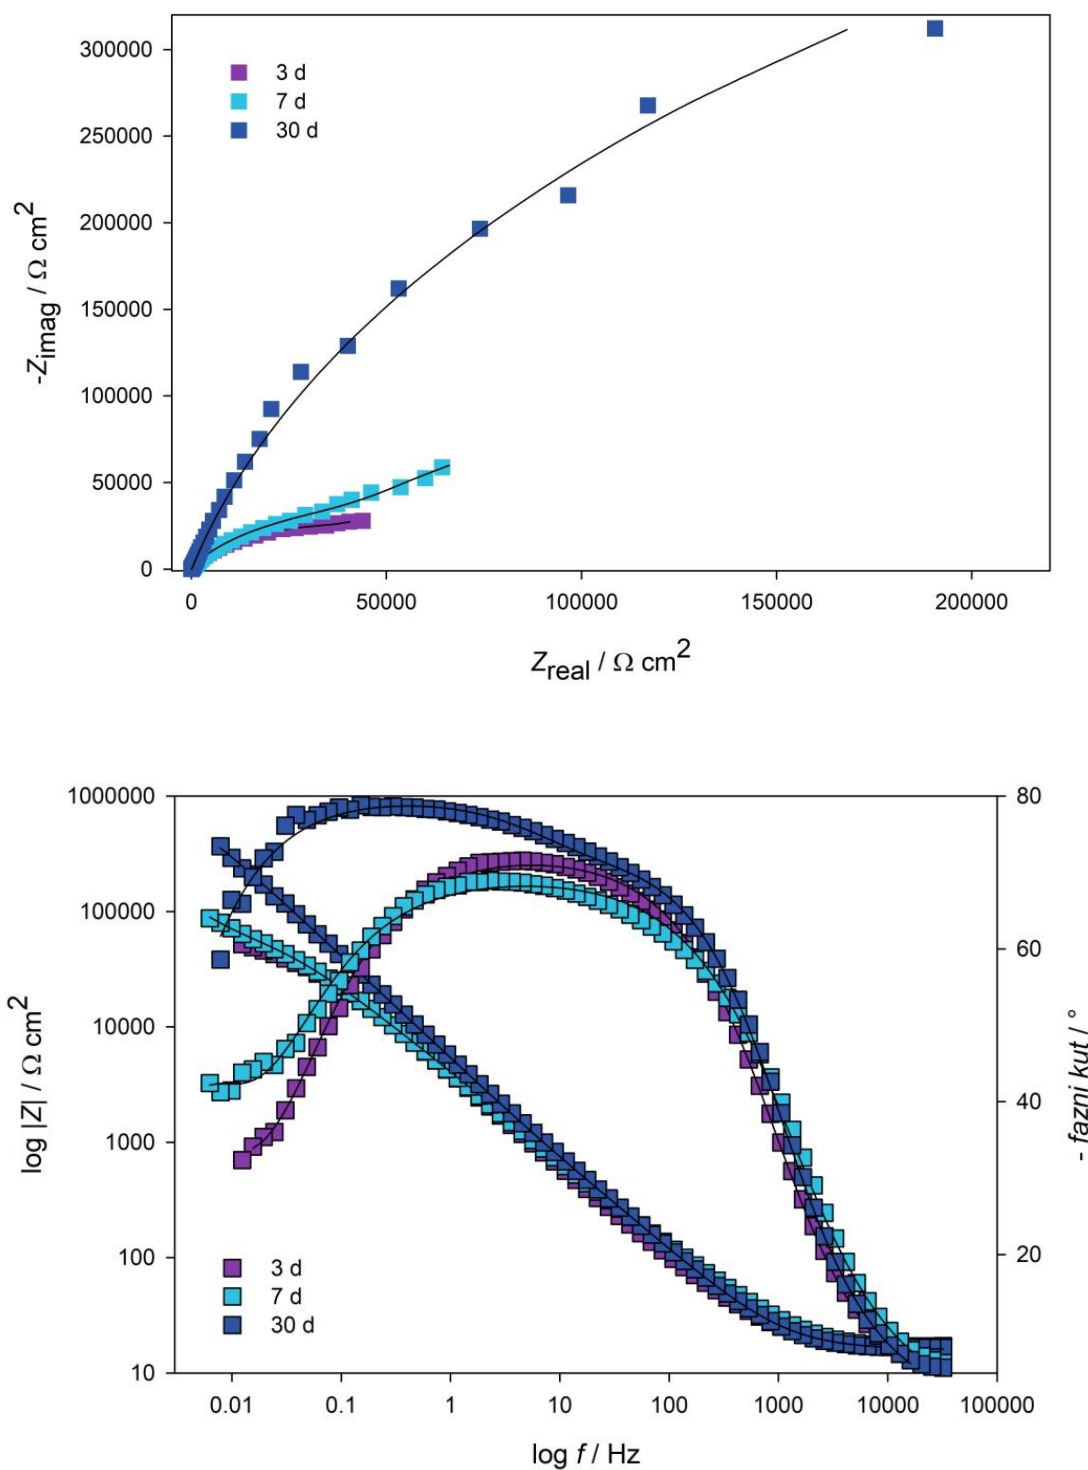 300000
250000
200000
150000
100000
50000
0
-Zimag / Ω cm2
3 d
7 d
30 d
0 50000 100000 150000 200000
Zreal / Ω cm2
1000000
100000
10000
1000
100
10
log |Z| / Ω cm2
3 d
7 d
30 d
80
60
40
20
- fazni kut / °
0.01 0.1 1 10 100 1000 10000 100000
log f / Hz